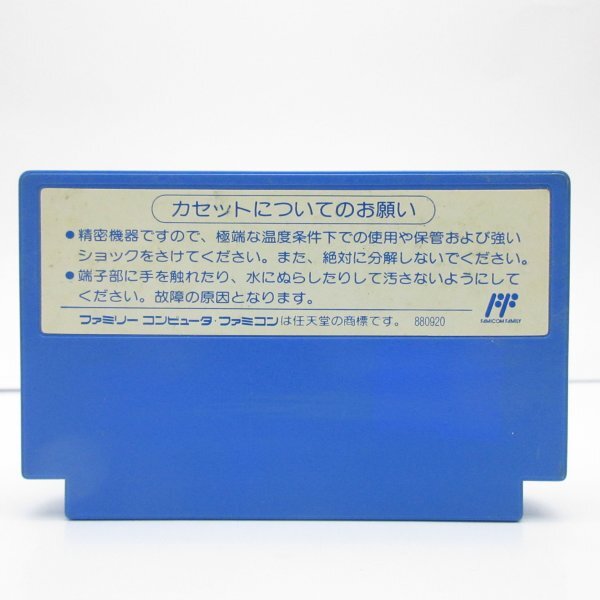 カセットについてのお願い
●精密機器ですので、極端な温度条件下での使用や保管および強い
ショックをさけてください。また、絶対に分解しないでください。
●端子部に手を触れたり、水にぬらしたりして汚さないようにして
ください。故障の原因となります。
ファミリー コンピュータ・ファミコンは任天堂の商標です。 880920
FAMICOM FAMILY